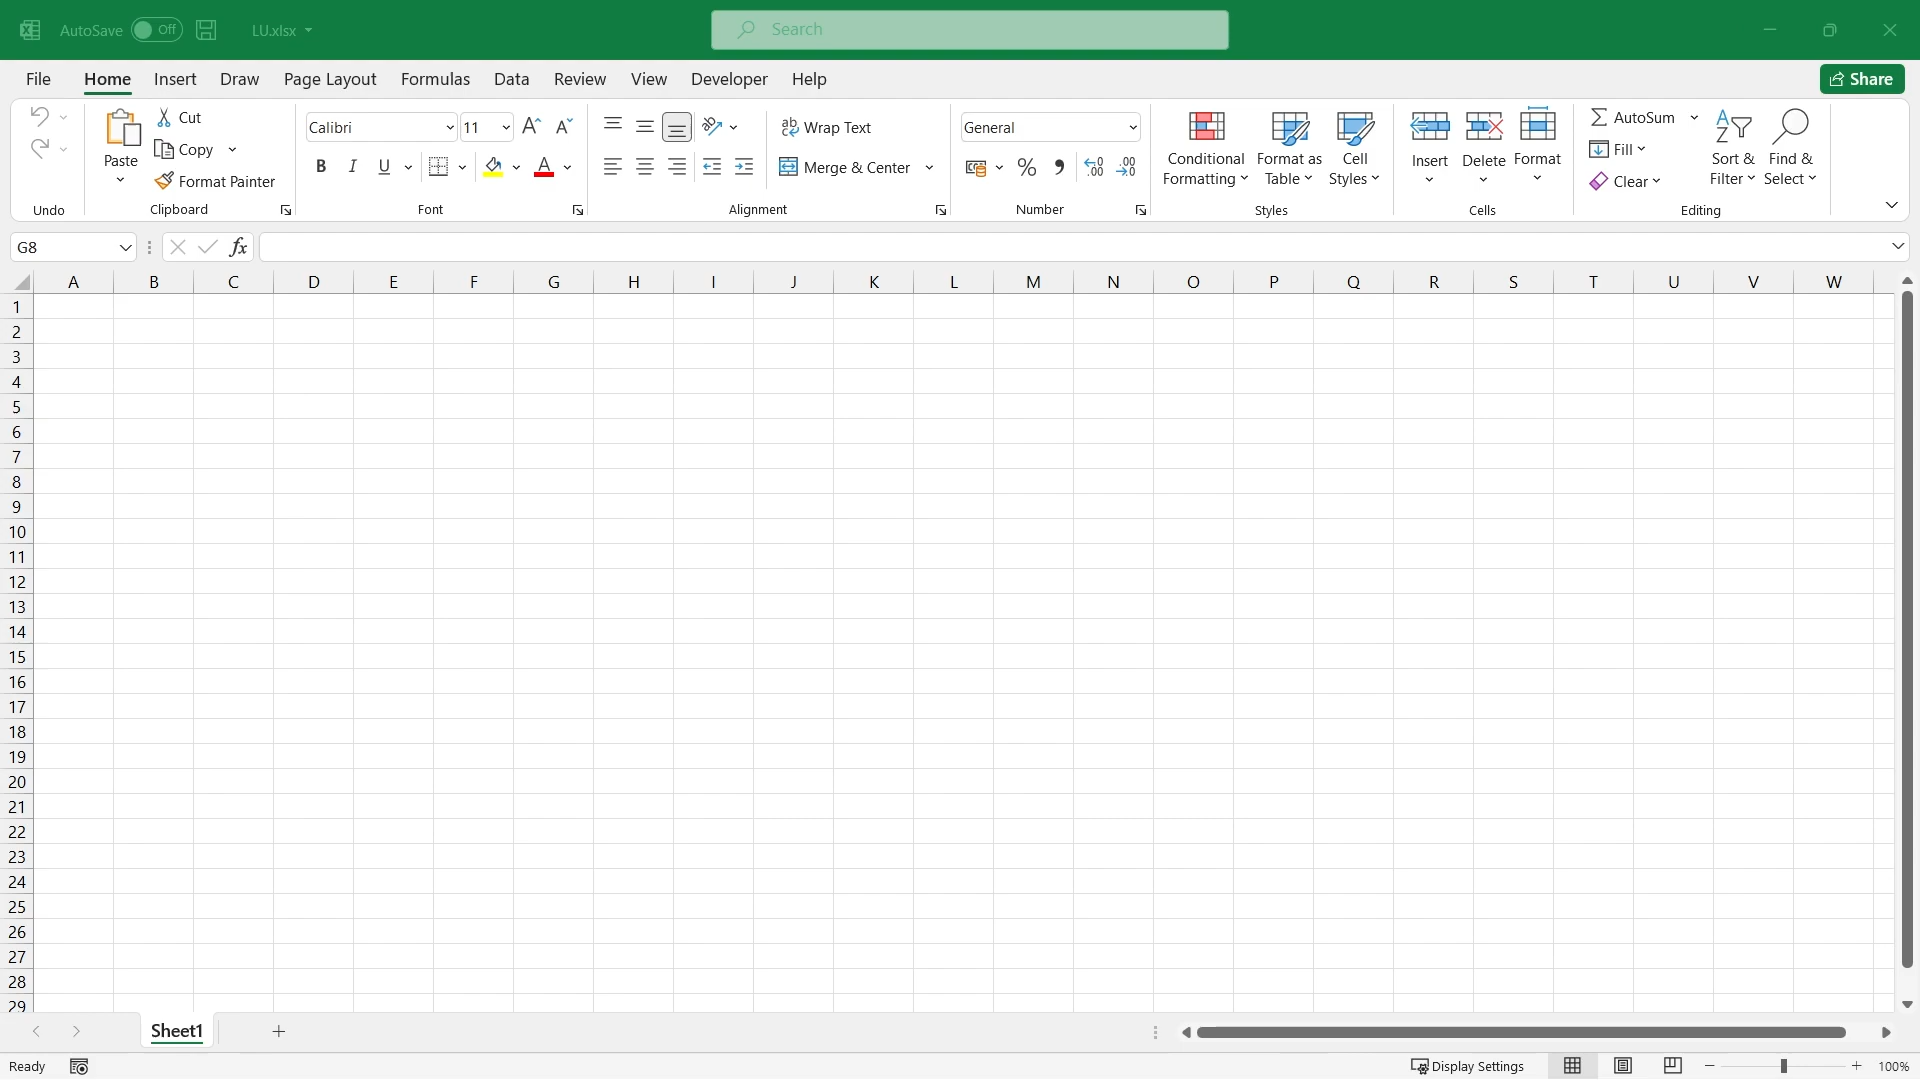 AutoSave Off LU.xlsx Search
File Home Insert Draw Page Layout Formulas Data Review View Developer Help Share
Paste Cut Copy Format Painter
Calibri 11
B I U A
ab Wrap Text
Merge & Center
General
% .00
Conditional Formatting
Format as Table
Cell Styles
Insert Delete Format
AutoSum
Fill
Clear
Sort & Filter
Find & Select
Undo Clipboard Font Alignment Number Styles Cells Editing
G8 fx
A B C D E F G H I J K L M N O P Q R S T U V W
1
2
3
4
5
6
7
8
9
10
11
12
13
14
15
16
17
18
19
20
21
22
23
24
25
26
27
28
29
Sheet1
Ready Display Settings 100%